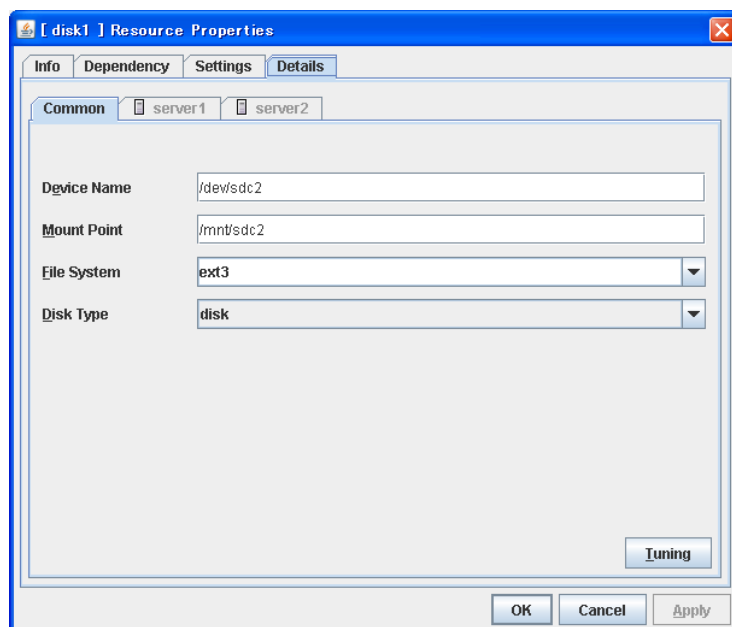 [ disk1 ] Resource Properties
Info Dependency Settings Details
Common server1 server2
Device Name /dev/sdc2
Mount Point /mnt/sdc2
File System ext3
Disk Type disk
Tuning
OK Cancel Apply